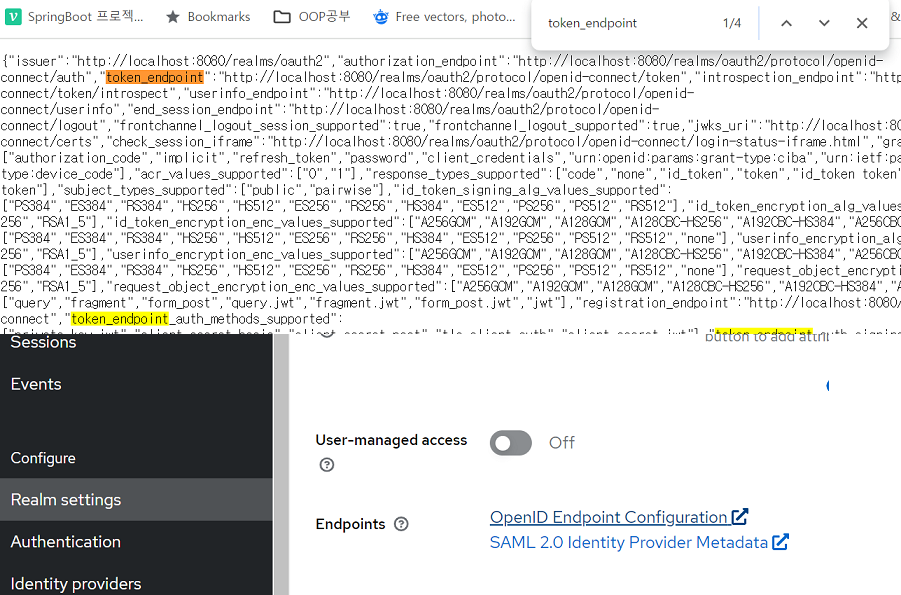 SpringBoot 프로젝... Bookmarks OOP공부 Free vectors, photo...
token_endpoint 1/4
{"issuer":"http://localhost:8080/realms/oauth2","authorization_endpoint":"http://localhost:8080/realms/oauth2/protocol/openid-
connect/auth","token_endpoint":"http://localhost:8080/realms/oauth2/protocol/openid-connect/token","introspection_endpoint":"http
connect/token/introspect","userinfo_endpoint":"http://localhost:8080/realms/oauth2/protocol/openid-
connect/userinfo","end_session_endpoint":"http://localhost:8080/realms/oauth2/protocol/openid-
connect/logout","frontchannel_logout_session_supported":true,"frontchannel_logout_supported":true,"jwks_uri":"http://localhost:80
connect/certs","check_session_iframe":"http://localhost:8080/realms/oauth2/protocol/openid-connect/login-status-iframe.html","gra
["authorization_code","implicit","refresh_token","password","client_credentials","urn:openid:params:grant-type:ciba","urn:ietf:pa
type:device_code"],"acr_values_supported":["0","1"],"response_types_supported":["code","none","id_token","token","id_token token"
token"],"subject_types_supported":["public","pairwise"],"id_token_signing_alg_values_supported":
["PS384","ES384","RS384","HS256","HS512","ES256","RS256","HS384","ES512","PS256","PS512","RS512"],"id_token_encryption_alg_values
256","RSA1_5"],"id_token_encryption_enc_values_supported":["A256GCM","A192GCM","A128GCM","A128CBC-HS256","A192CBC-HS384","A256CBC
["PS384","ES384","RS384","HS256","HS512","ES256","RS256","HS384","ES512","PS256","PS512","RS512","none"],"userinfo_encryption_alg
256","RSA1_5"],"userinfo_encryption_enc_values_supported":["A256GCM","A192GCM","A128GCM","A128CBC-HS256","A192CBC-HS384","A256CBC
["PS384","ES384","RS384","HS256","HS512","ES256","RS256","HS384","ES512","PS256","PS512","RS512","none"],"request_object_encrypti
256","RSA1_5"],"request_object_encryption_enc_values_supported":["A256GCM","A192GCM","A128GCM","A128CBC-HS256","A192CBC-HS384","A
["query","fragment","form_post","query.jwt","fragment.jwt","form_post.jwt","jwt"],"registration_endpoint":"http://localhost:8080/
connect","token_endpoint_auth_methods_supported":
["private_key_jwt","client_secret_basic","client_secret_post","tls_client_auth","client_secret_jwt"],"token_endpoint_auth_signing
button to add attri
Sessions
Events
Configure
Realm settings
Authentication
Identity providers
User-managed access Off
Endpoints OpenID Endpoint Configuration
SAML 2.0 Identity Provider Metadata